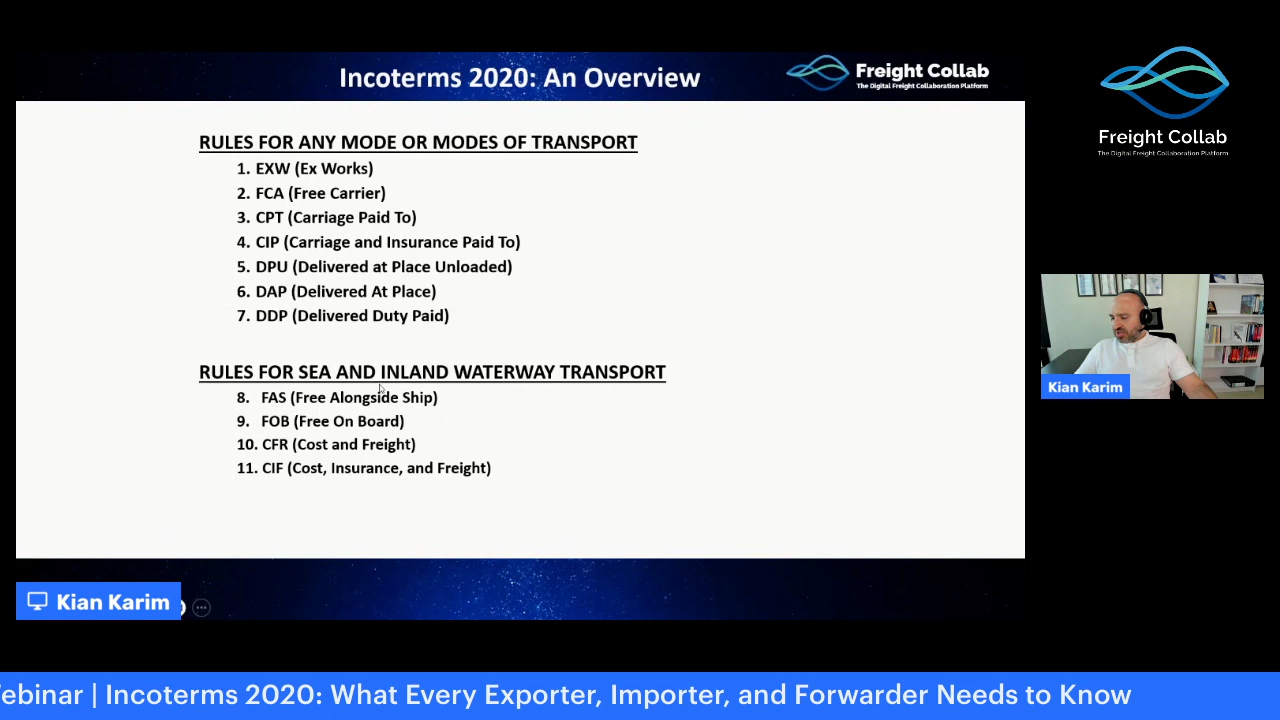 Incoterms 2020: An Overview
Freight Collab
The Digital Freight Collaboration Platform
RULES FOR ANY MODE OR MODES OF TRANSPORT
1. EXW (Ex Works)
2. FCA (Free Carrier)
3. CPT (Carriage Paid To)
4. CIP (Carriage and Insurance Paid To)
5. DPU (Delivered at Place Unloaded)
6. DAP (Delivered At Place)
7. DDP (Delivered Duty Paid)
RULES FOR SEA AND INLAND WATERWAY TRANSPORT
8. FAS (Free Alongside Ship)
9. FOB (Free On Board)
10. CFR (Cost and Freight)
11. CIF (Cost, Insurance, and Freight)
Kian Karim
Freight Collab
The Digital Freight Collaboration Platform
Kian Karim
ebinar | Incoterms 2020: What Every Exporter, Importer, and Forwarder Needs to Know